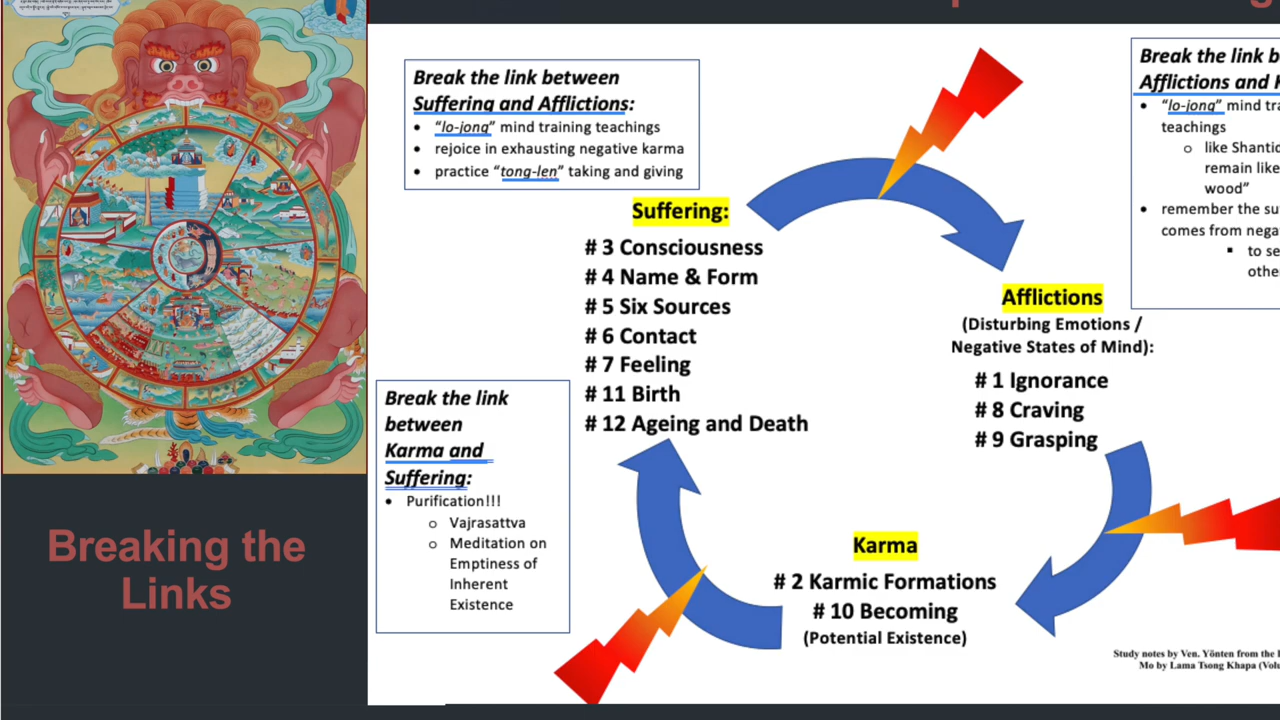 Break the link between
Suffering and Afflictions:
• "lo-jong" mind training teachings
• rejoice in exhausting negative karma
• practice "tong-len" taking and giving
Break the link b
Afflictions and
• "lo-jong" mind tra
teachings
o like Shantid
remain like
wood"
• remember the su
comes from nega
▪ to se
othe
Suffering:
# 3 Consciousness
# 4 Name & Form
# 5 Six Sources
# 6 Contact
# 7 Feeling
# 11 Birth
# 12 Ageing and Death
Afflictions
(Disturbing Emotions /
Negative States of Mind):
# 1 Ignorance
# 8 Craving
# 9 Grasping
Break the link
between
Karma and
Suffering:
• Purification!!!
o Vajrasattva
o Meditation on
Emptiness of
Inherent
Existence
Karma
# 2 Karmic Formations
# 10 Becoming
(Potential Existence)
Breaking the
Links
Study notes by Ven. Yönten from the
Mo by Lama Tsong Khapa (Volu